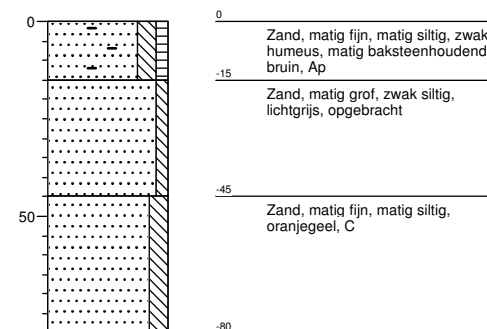 0
0
Zand, matig fijn, matig siltig, zwak
humeus, matig baksteenhoudend
bruin, Ap
-15
Zand, matig grof, zwak siltig,
lichtgrijs, opgebracht
-45
50
Zand, matig fijn, matig siltig,
oranjegeel, C
-80